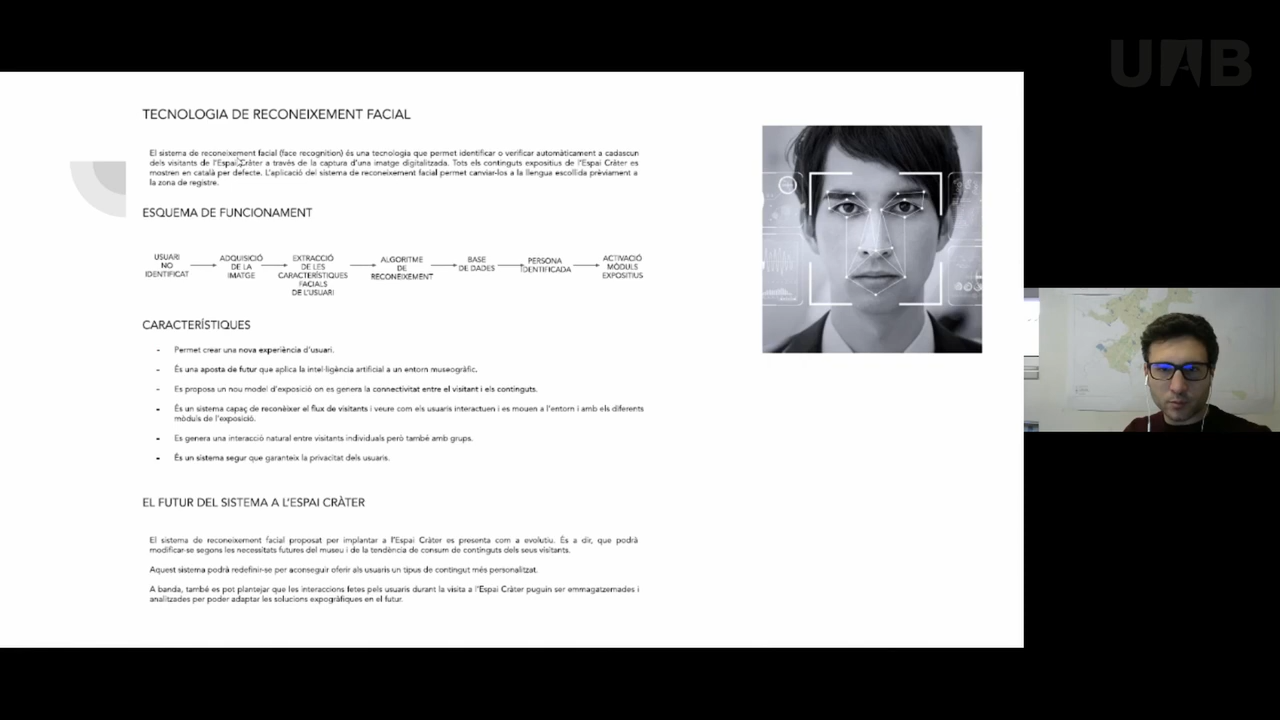 UAB
TECNOLOGIA DE RECONEIXEMENT FACIAL
El sistema de reconeixement facial (face recognition) és una tecnologia que permet identificar o verificar automàticament a cadascun
dels visitants de l'Espai Cràter a través de la captura d'una imatge digitalitzada. Tots els continguts expositius de l'Espai Cràter es
mostren en català per defecte. L'aplicació del sistema de reconeixement facial permet canviar-los a la llengua escollida prèviament a
la zona de registre.
ESQUEMA DE FUNCIONAMENT
USUARI
NO
IDENTIFICAT
ADQUISICIÓ
DE LA
IMATGE
EXTRACCIÓ
DE LES
CARACTERÍSTIQUES
FACIALS
DE L'USUARI
ALGORITME
DE
RECONEIXEMENT
BASE
DE DADES
PERSONA
IDENTIFICADA
ACTIVACIÓ
MÒDULS
EXPOSITIUS
CARACTERÍSTIQUES
- Permet crear una nova experiència d'usuari.
- És una aposta de futur que aplica la intel·ligència artificial a un entorn museogràfic.
- Es proposa un nou model d'exposició on es genera la connectivitat entre el visitant i els continguts.
- És un sistema capaç de reconèixer el flux de visitants i veure com els usuaris interactuen i es mouen a l'entorn i amb els diferents
mòduls de l'exposició.
- Es genera una interacció natural entre visitants individuals però també amb grups.
- És un sistema segur que garanteix la privacitat dels usuaris.
EL FUTUR DEL SISTEMA A L'ESPAI CRÀTER
El sistema de reconeixement facial proposat per implantar a l'Espai Cràter es presenta com a evolutiu. És a dir, que podrà
modificar-se segons les necessitats futures del museu i de la tendència de consum de continguts dels seus visitants.
Aquest sistema podrà redefinir-se per aconseguir oferir als usuaris un tipus de contingut més personalitzat.
A banda, també es pot plantejar que les interaccions fetes pels usuaris durant la visita a l'Espai Cràter puguin ser emmagatzemades i
analitzades per poder adaptar les solucions expogràfiques en el futur.